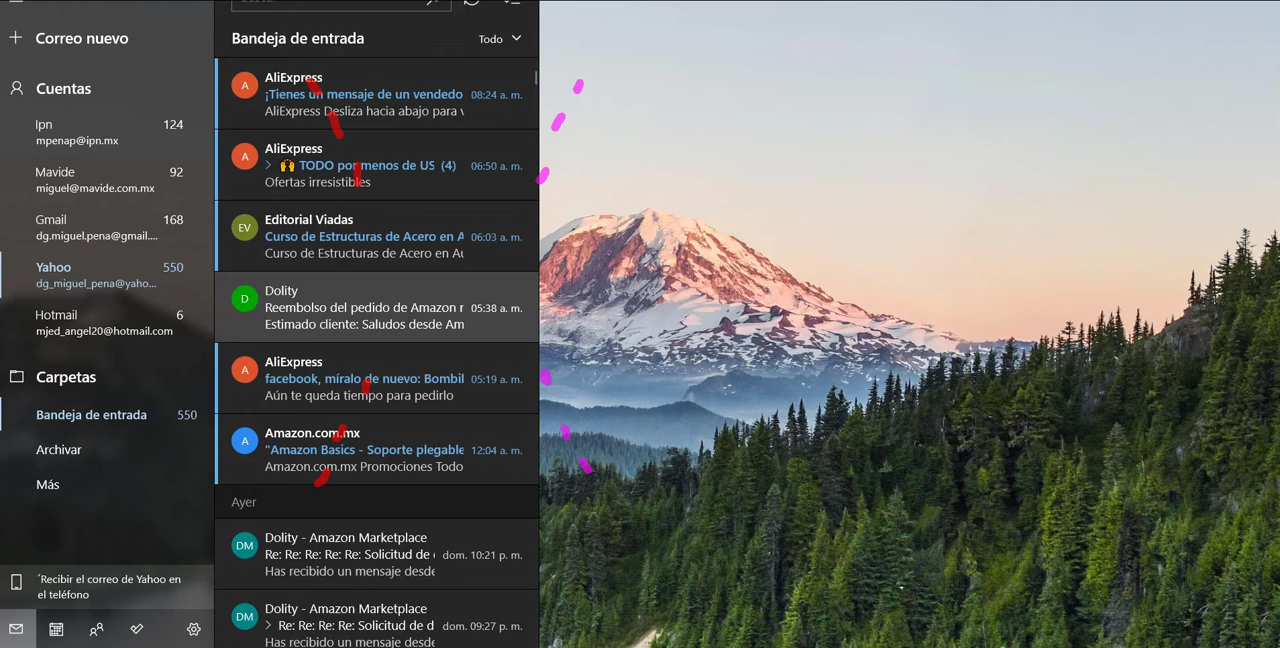 Correo nuevo
Cuentas
Ipn 124
mpenap@ipn.mx
Mavide 92
miguel@mavide.com.mx
Gmail 168
dg.miguel.pena@gmail....
Yahoo 550
dg_miguel_pena@yaho...
Hotmail 6
mjed_angel20@hotmail.com
Carpetas
Bandeja de entrada 550
Archivar
Más
´Recibir el correo de Yahoo en
el teléfono
Bandeja de entrada Todo
A AliExpress
¡Tienes un mensaje de un vendedo 08:24 a. m.
AliExpress Desliza hacia abajo para v
A AliExpress
🙌 TODO por menos de US (4) 06:50 a. m.
Ofertas irresistibles
EV Editorial Viadas
Curso de Estructuras de Acero en A 06:03 a. m.
Curso de Estructuras de Acero en Au
D Dolity
Reembolso del pedido de Amazon r 05:38 a. m.
Estimado cliente: Saludos desde Am
A AliExpress
facebook, míralo de nuevo: Bombil 05:19 a. m.
Aún te queda tiempo para pedirlo
A Amazon.com.mx
"Amazon Basics - Soporte plegable 12:04 a. m.
Amazon.com.mx Promociones Todo
Ayer
DM Dolity - Amazon Marketplace
Re: Re: Re: Re: Re: Solicitud de dom. 10:21 p. m.
Has recibido un mensaje desde
DM Dolity - Amazon Marketplace
Re: Re: Re: Re: Solicitud de d dom. 09:27 p. m.
Has recibido un mensaje desde